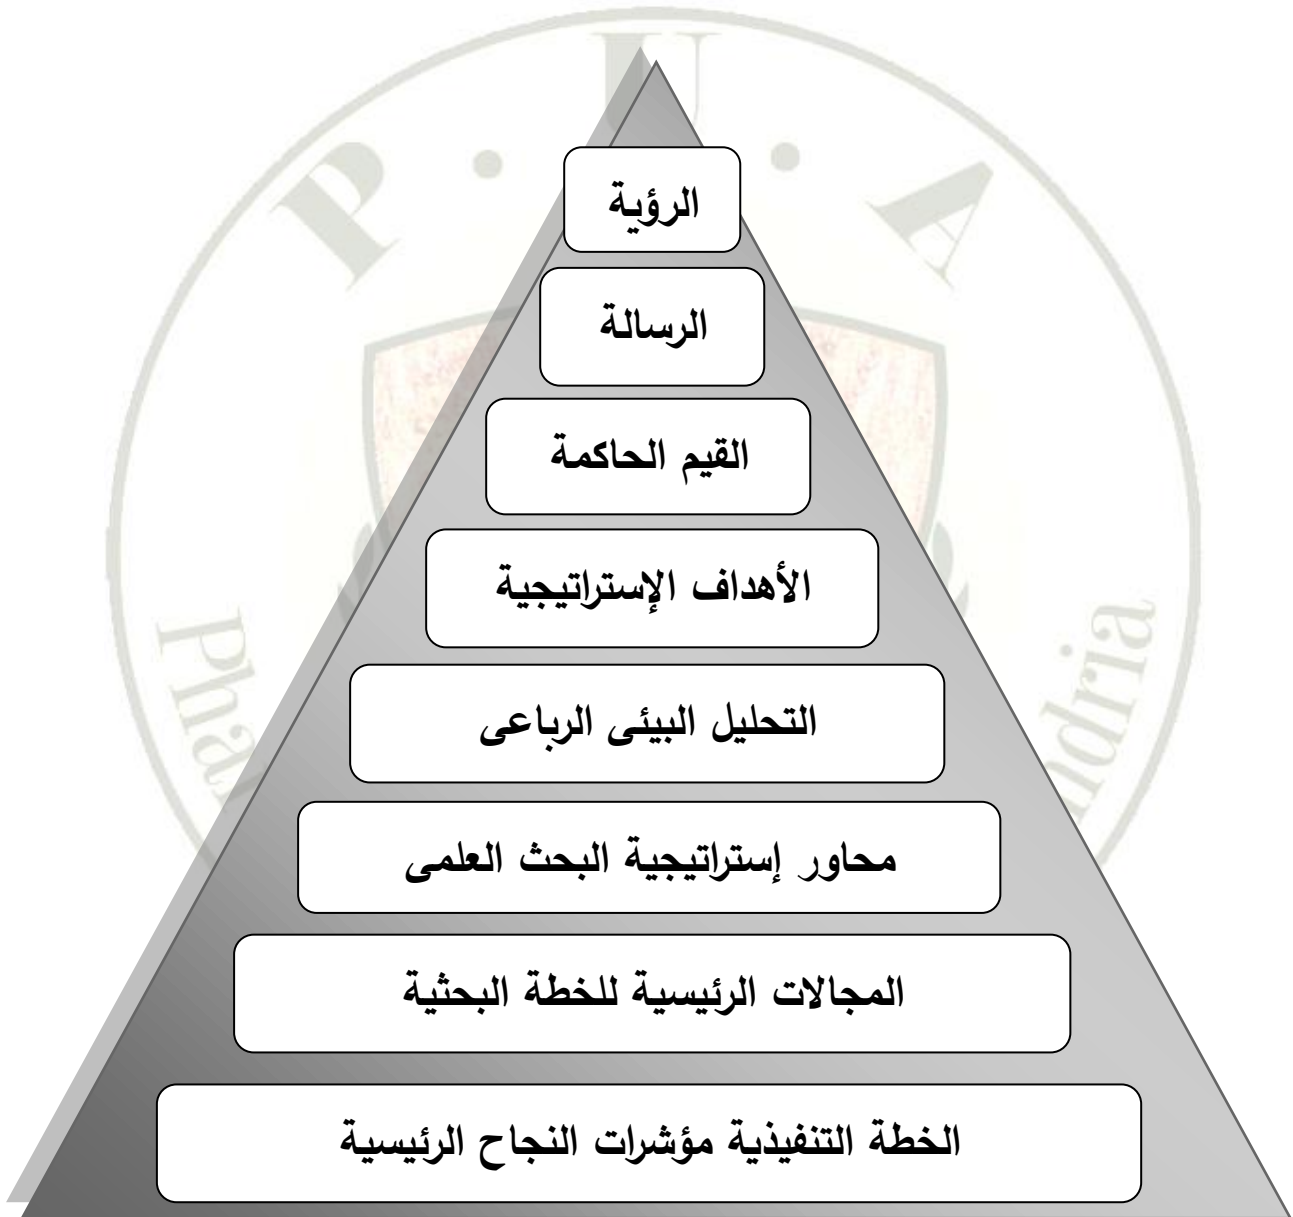 P . U . A
الرؤية
الرسالة
القيم الحاكمة
الأهداف الإستراتيجية
التحليل البيئى الرباعى
محاور إستراتيجية البحث العلمى
المجالات الرئيسية للخطة البحثية
الخطة التنفيذية مؤشرات النجاح الرئيسية